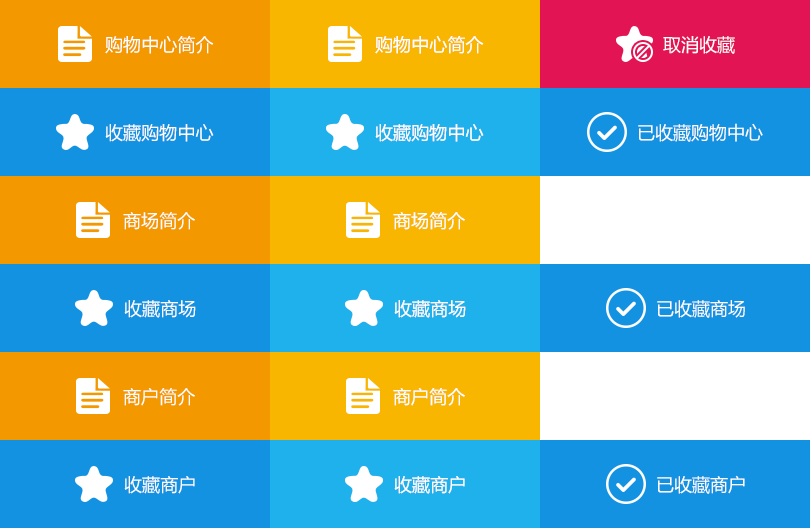 购物中心简介
购物中心简介
取消收藏
收藏购物中心
收藏购物中心
已收藏购物中心
商场简介
商场简介
收藏商场
收藏商场
已收藏商场
商户简介
商户简介
收藏商户
收藏商户
已收藏商户